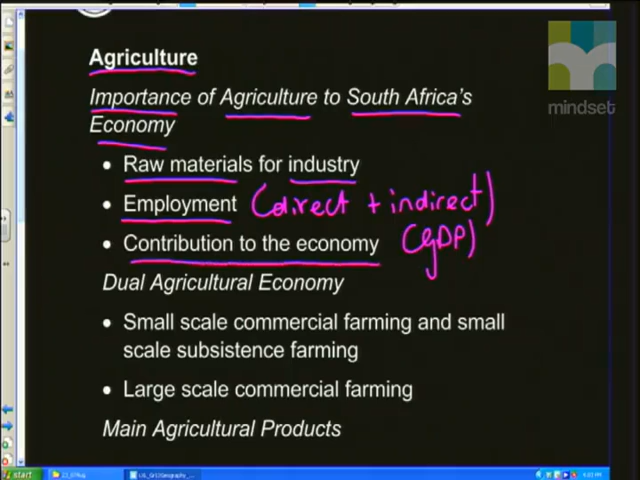 mindset
Agriculture
Importance of Agriculture to South Africa's
Economy
• Raw materials for industry
• Employment (direct + indirect)
• Contribution to the economy (GDP)
Dual Agricultural Economy
• Small scale commercial farming and small
scale subsistence farming
• Large scale commercial farming
Main Agricultural Products
start